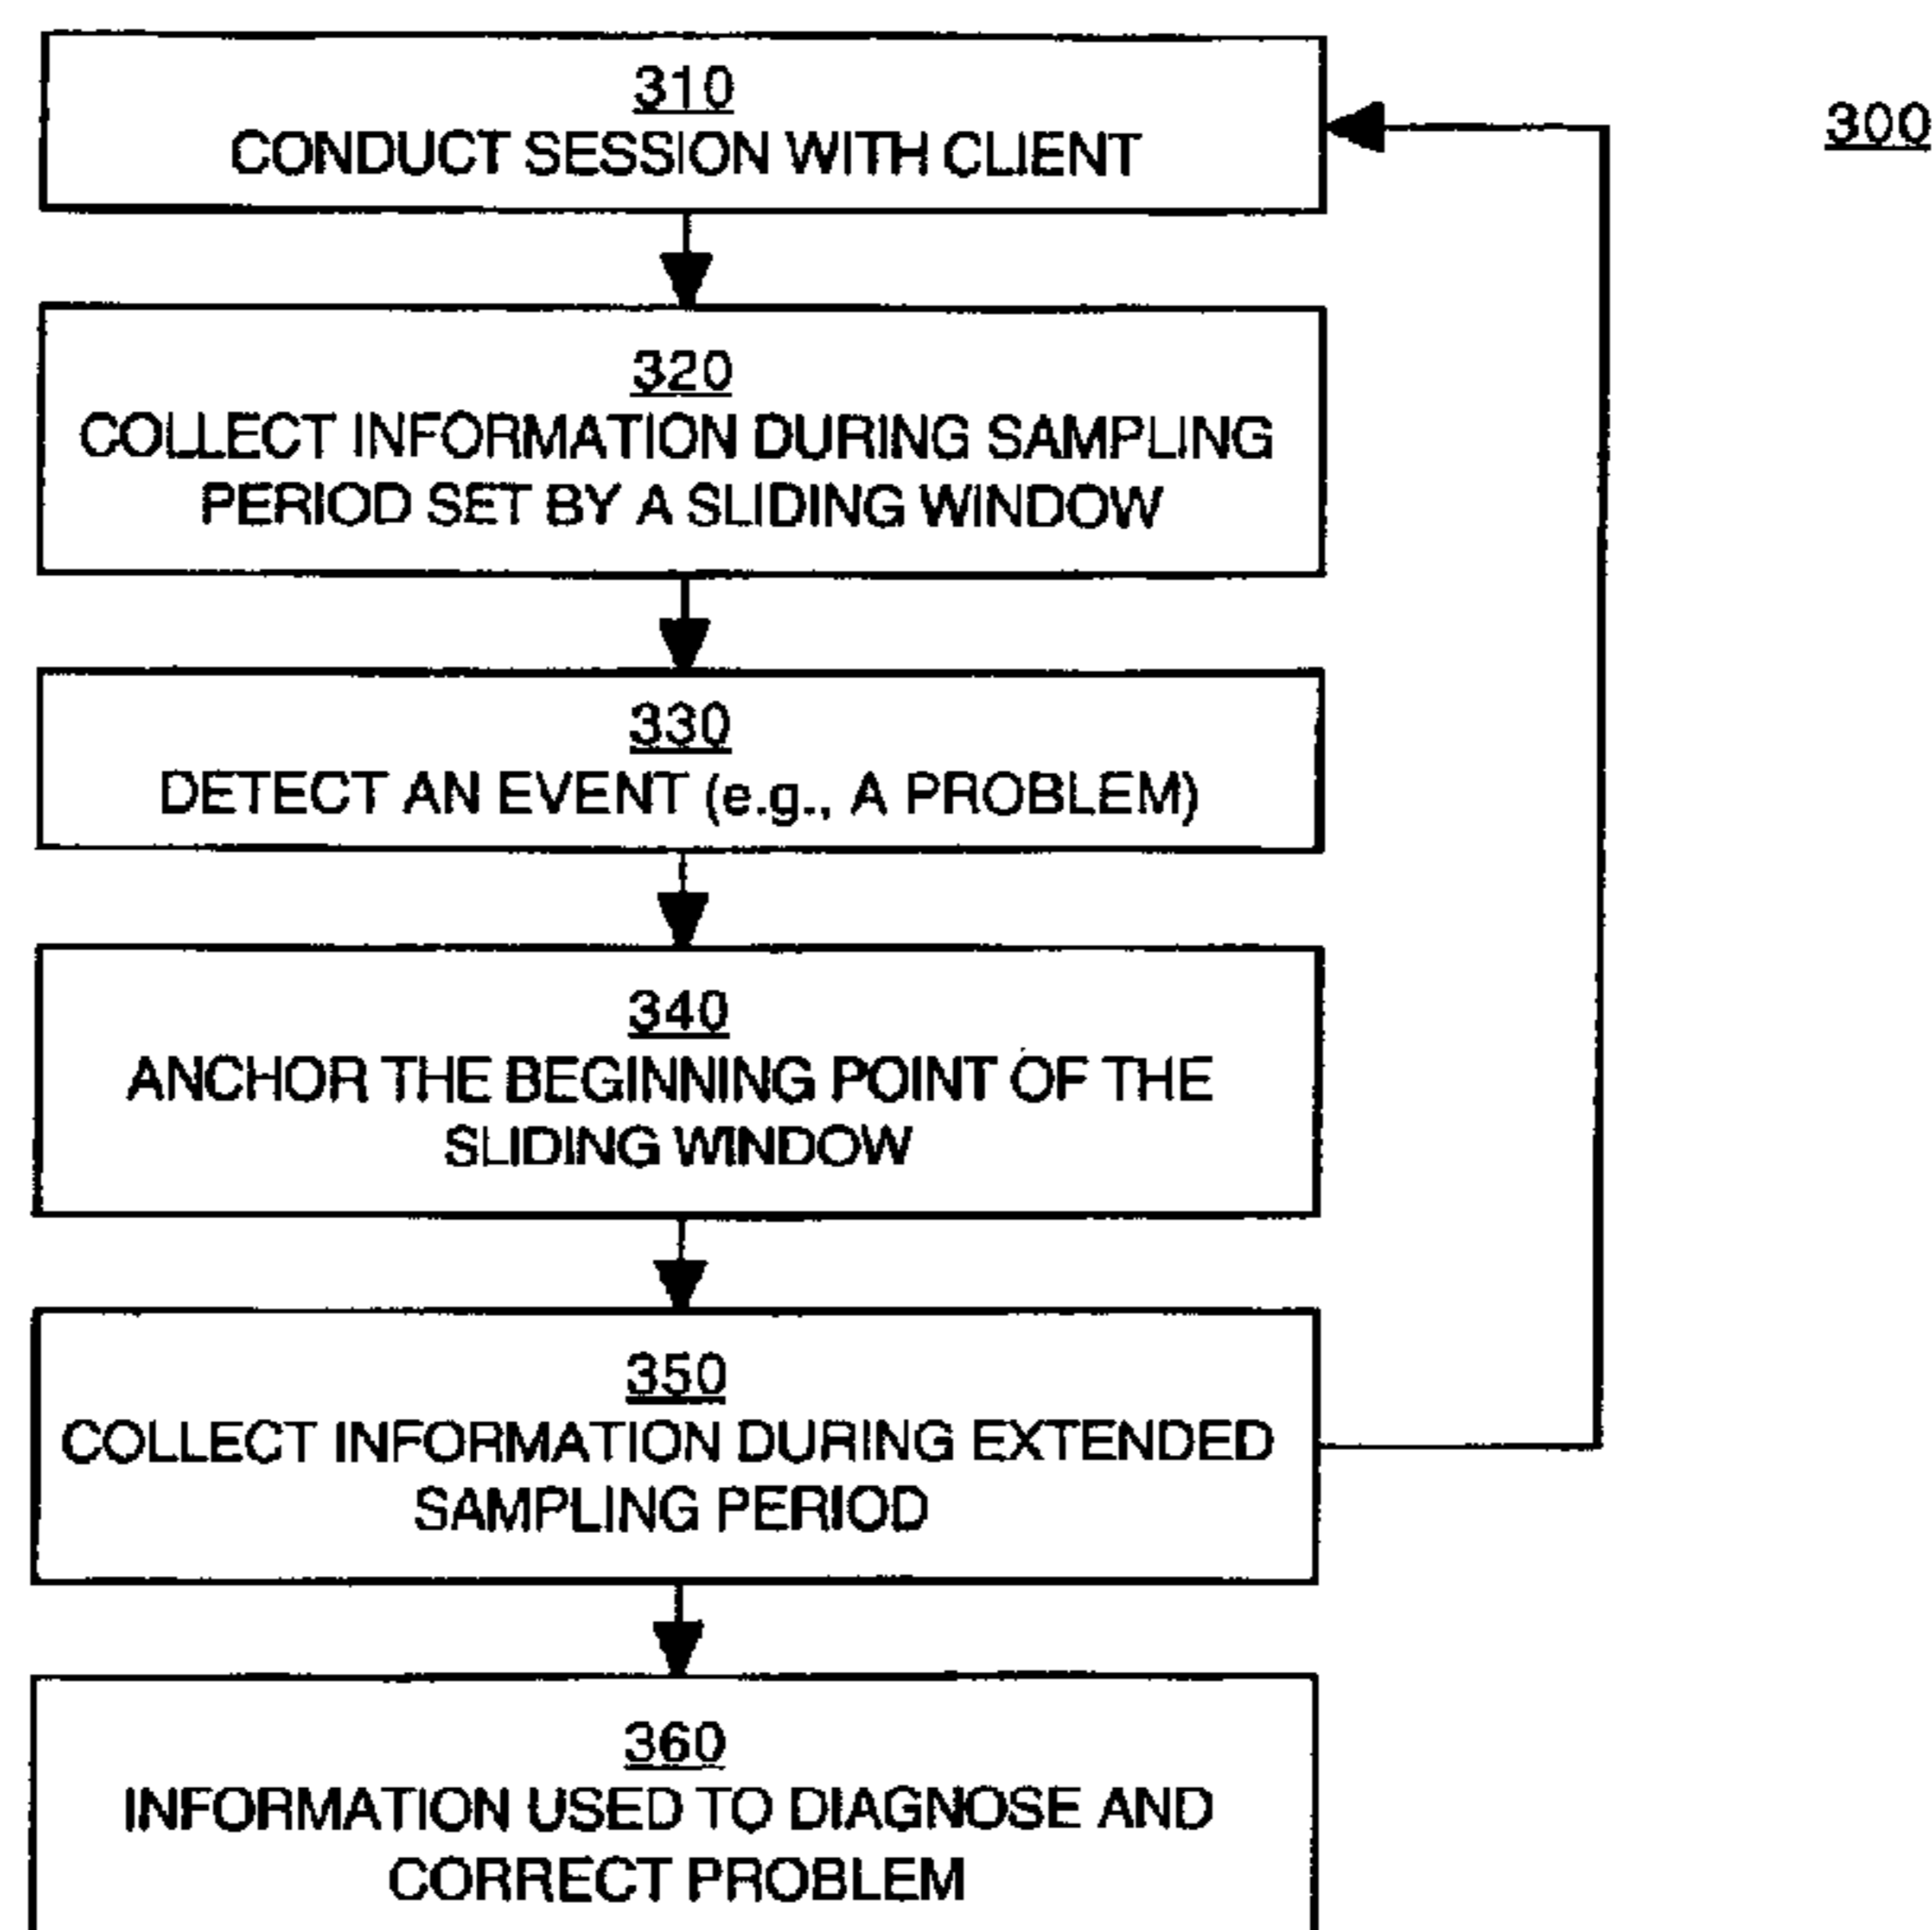 310
CONDUCT SESSION WITH CLIENT
300
320
COLLECT INFORMATION DURING SAMPLING
PERIOD SET BY A SLIDING WINDOW
330
DETECT AN EVENT (e.g., A PROBLEM)
340
ANCHOR THE BEGINNING POINT OF THE
SLIDING WINDOW
350
COLLECT INFORMATION DURING EXTENDED
SAMPLING PERIOD
360
INFORMATION USED TO DIAGNOSE AND
CORRECT PROBLEM